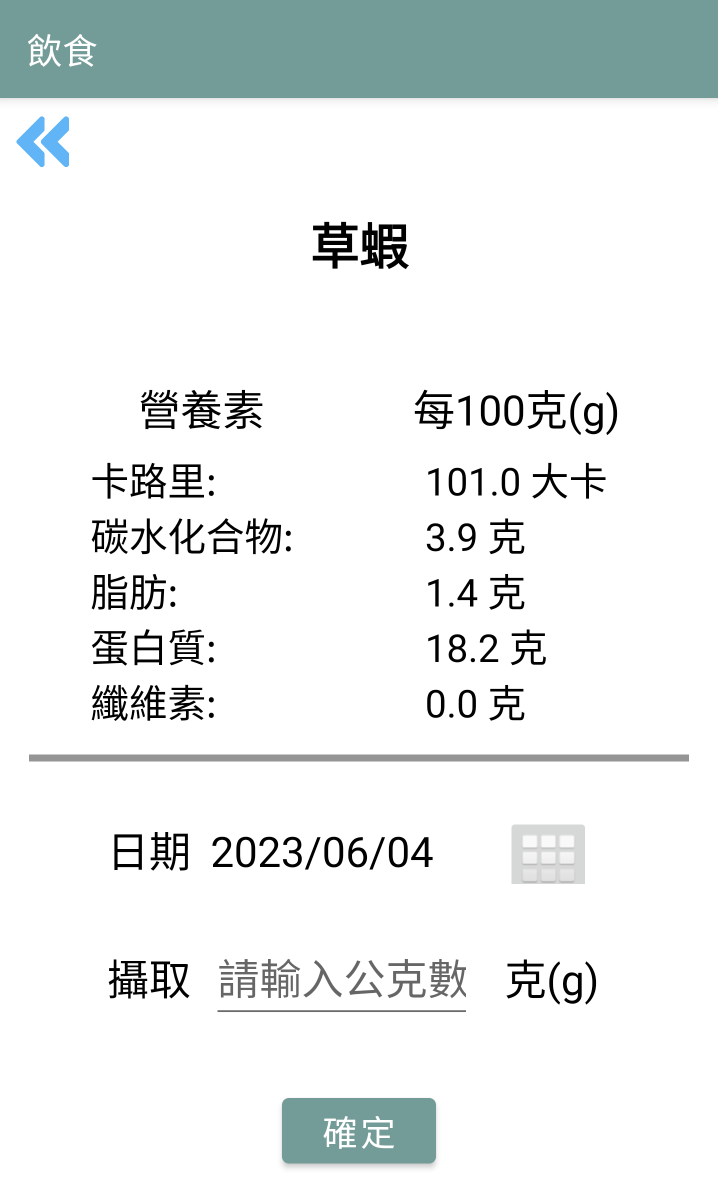 飲食
草蝦
營養素 每100克(g)
卡路里: 101.0 大卡
碳水化合物: 3.9 克
脂肪: 1.4 克
蛋白質: 18.2 克
纖維素: 0.0 克
日期 2023/06/04
攝取 請輸入公克數 克(g)
確定